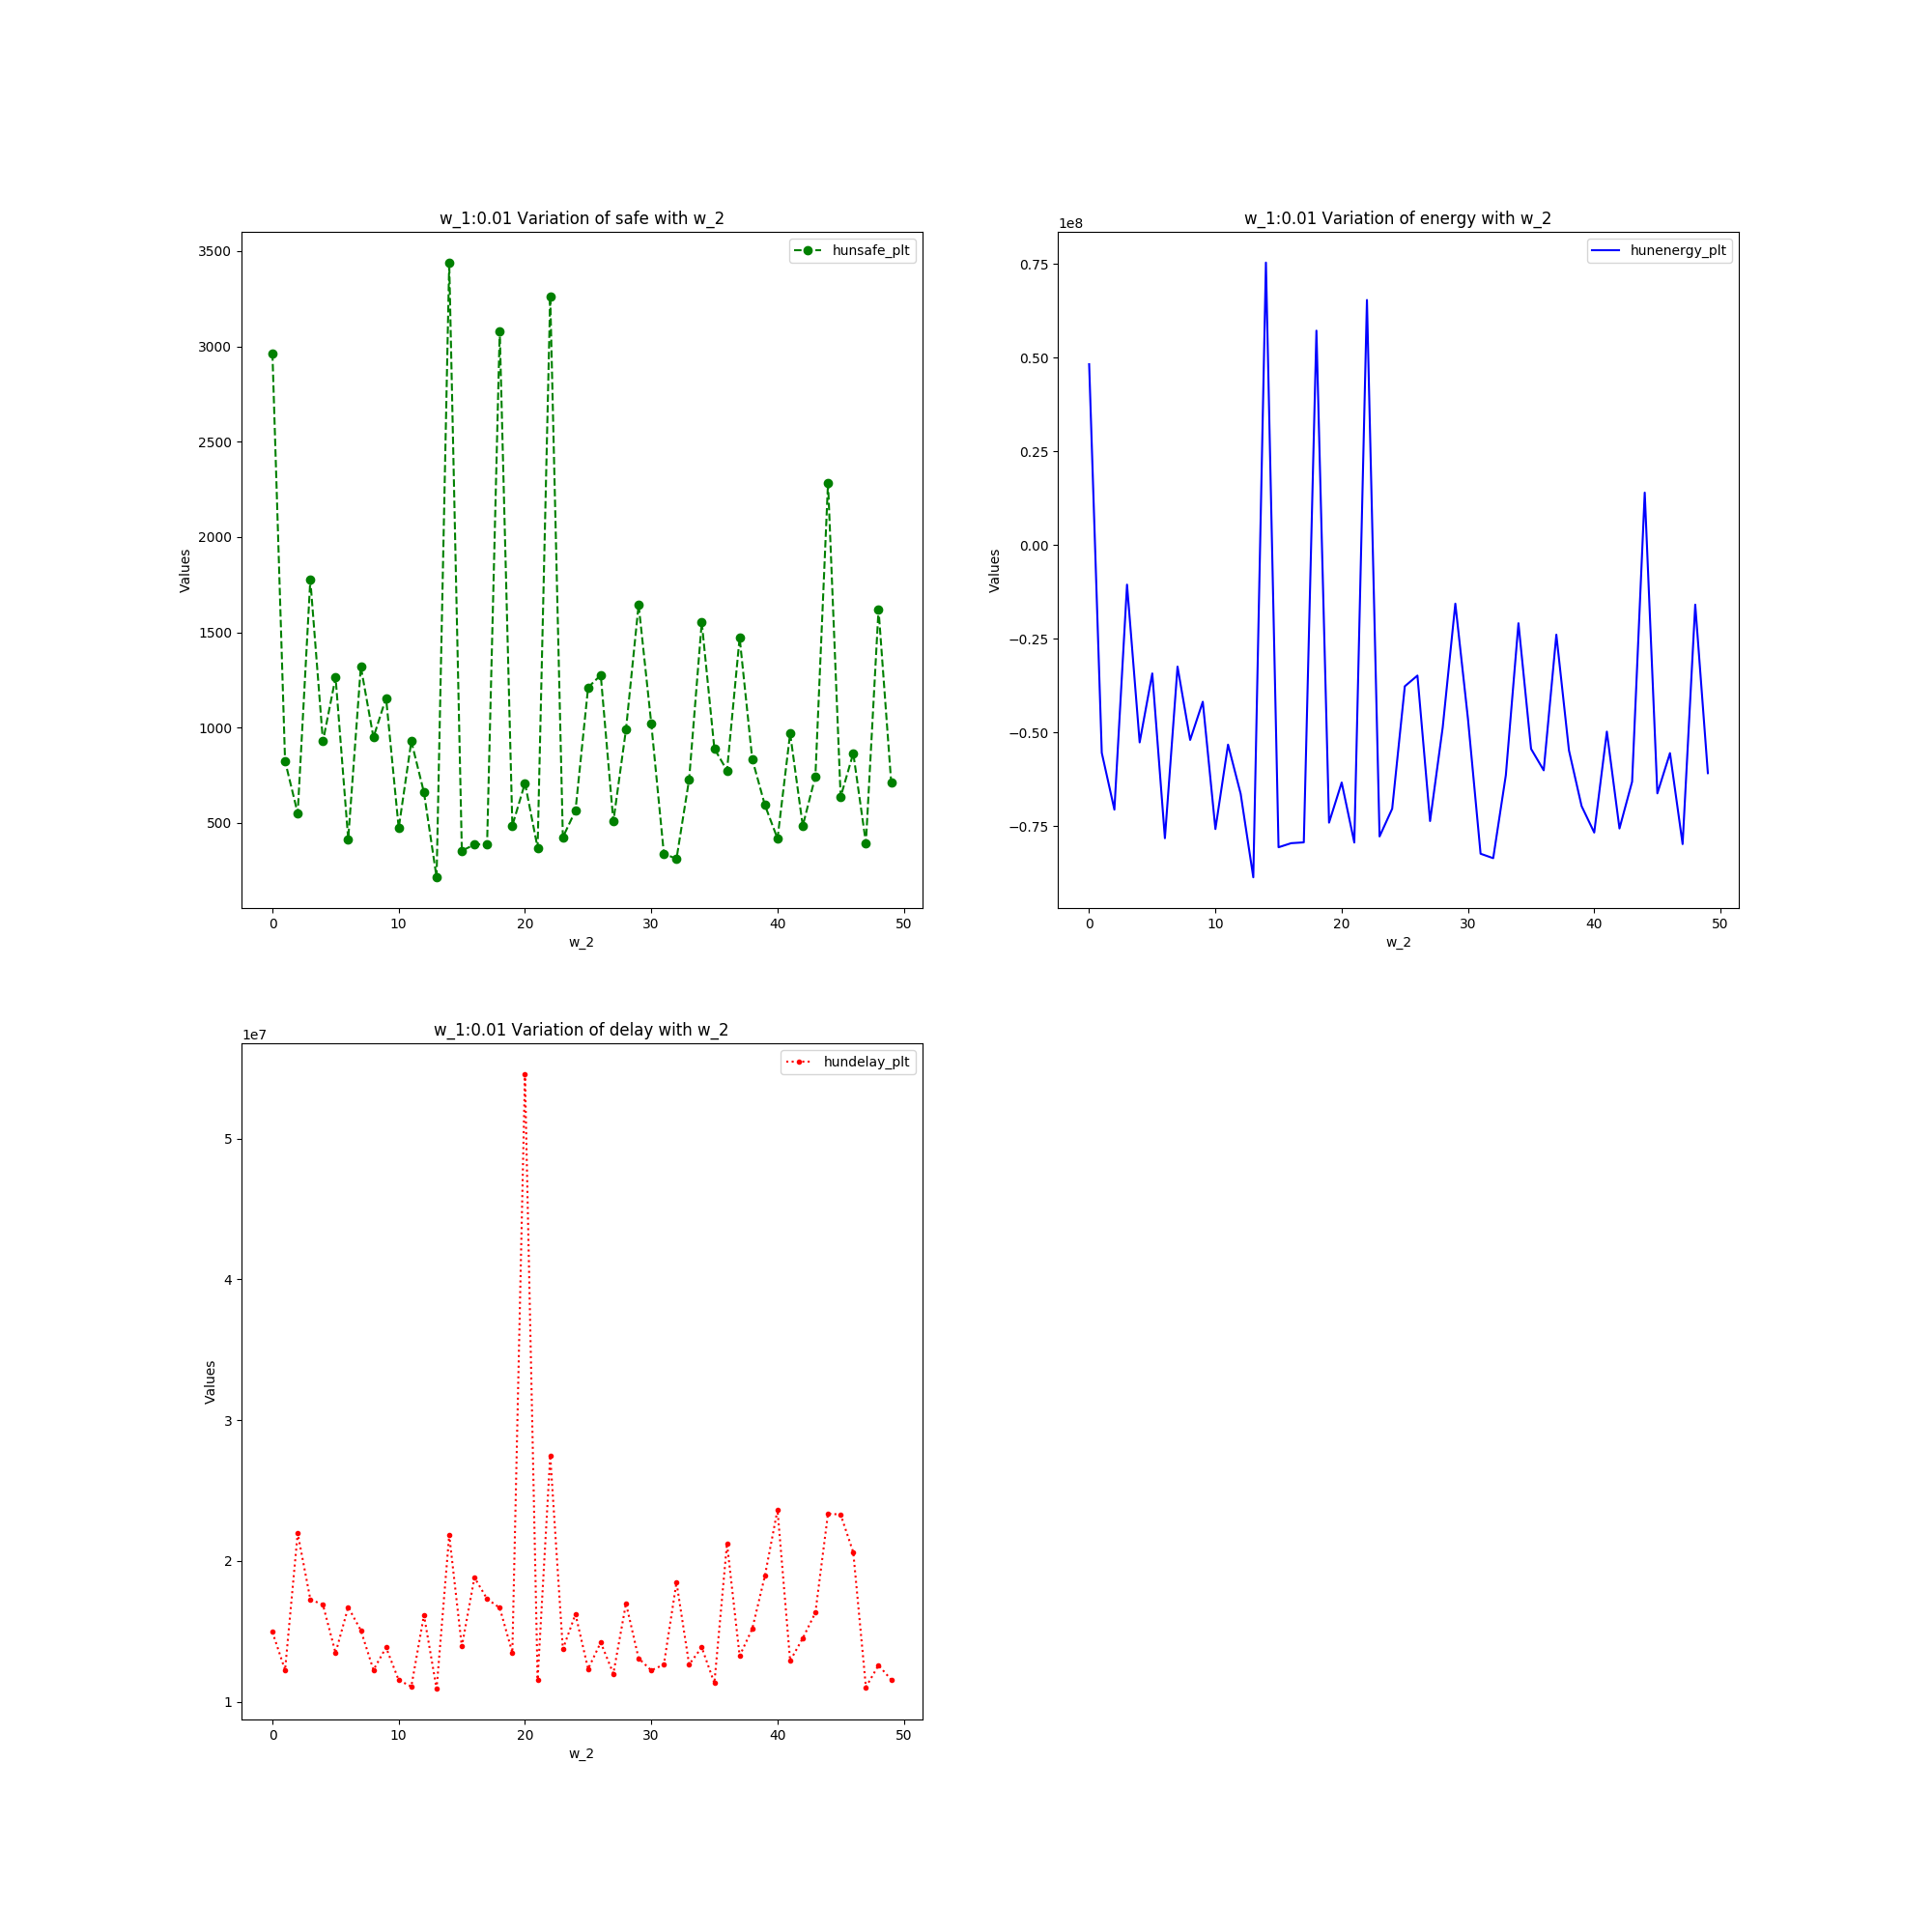 w_1:0.01 Variation of safe with w_2
hunsafe_plt
3500
3000
2500
2000
1500
1000
500
Values
0 10 20 30 40 50
w_2
w_1:0.01 Variation of energy with w_2
1e8
hunenergy_plt
0.75
0.50
0.25
0.00
−0.25
−0.50
−0.75
Values
0 10 20 30 40 50
w_2
w_1:0.01 Variation of delay with w_2
1e7
hundelay_plt
5
4
3
2
1
Values
0 10 20 30 40 50
w_2